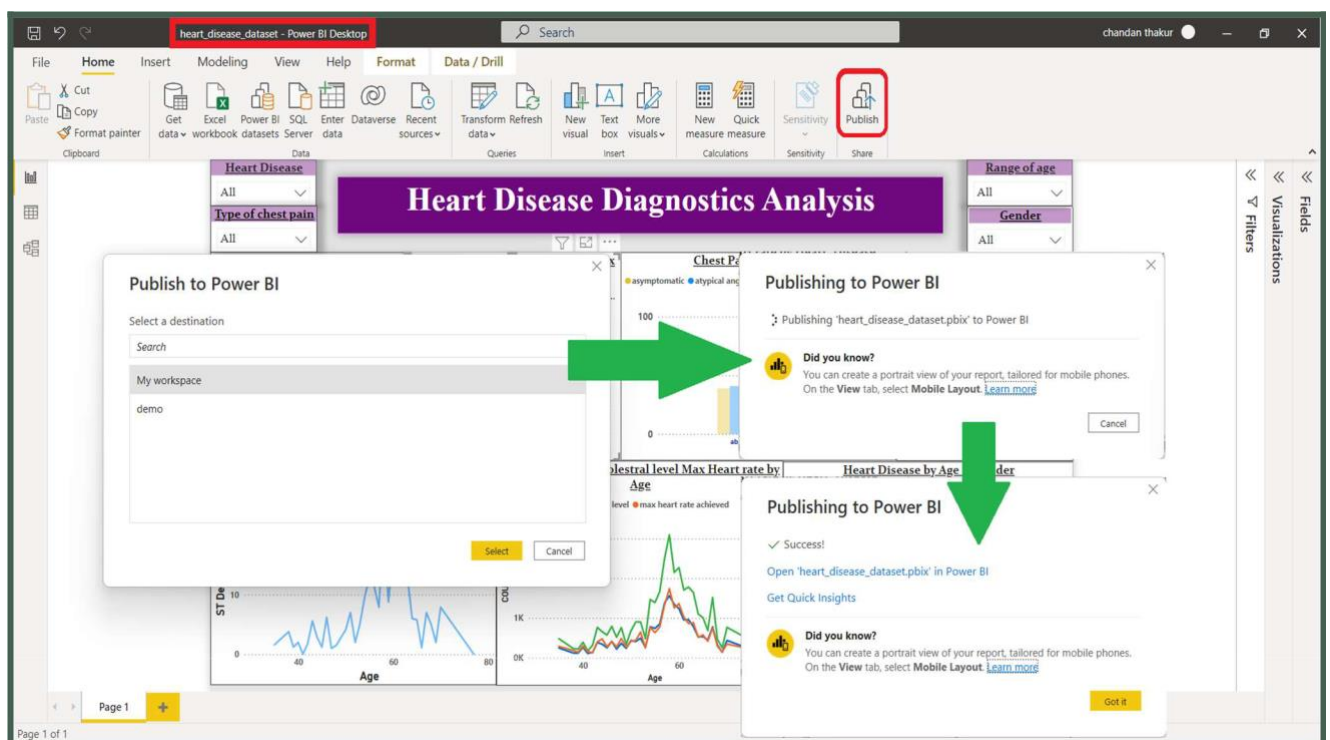 heart_disease_dataset - Power BI Desktop
Search
chandan thakur
File Home Insert Modeling View Help Format Data / Drill
Paste
Cut
Copy
Format painter
Get data
Excel workbook
Power BI datasets
SQL Server
Enter data
Dataverse
Recent sources
Transform data
Refresh
New visual
Text box
More visuals
New measure
Quick measure
Sensitivity
Publish
Clipboard
Data
Queries
Insert
Calculations
Sensitivity
Share
Heart Disease
All
Type of chest pain
All
Heart Disease Diagnostics Analysis
Range of age
All
Gender
All
Filters
Visualizations
Fields
Publish to Power BI
Select a destination
Search
My workspace
demo
Select
Cancel
Chest
asymptomatic atypical
100
0
Publishing to Power BI
Publishing 'heart_disease_dataset.pbix' to Power BI
Did you know?
You can create a portrait view of your report, tailored for mobile phones.
On the View tab, select Mobile Layout. Learn more
Cancel
level Max Heart rate by
Age
level max heart rate achieved
Heart Disease by Age
Publishing to Power BI
Success!
Open 'heart_disease_dataset.pbix' in Power BI
Get Quick Insights
Did you know?
You can create a portrait view of your report, tailored for mobile phones.
On the View tab, select Mobile Layout. Learn more
Got it
ST
10
0
40 60 80
Age
1K
0K
40 60
Age
Page 1
Page 1 of 1